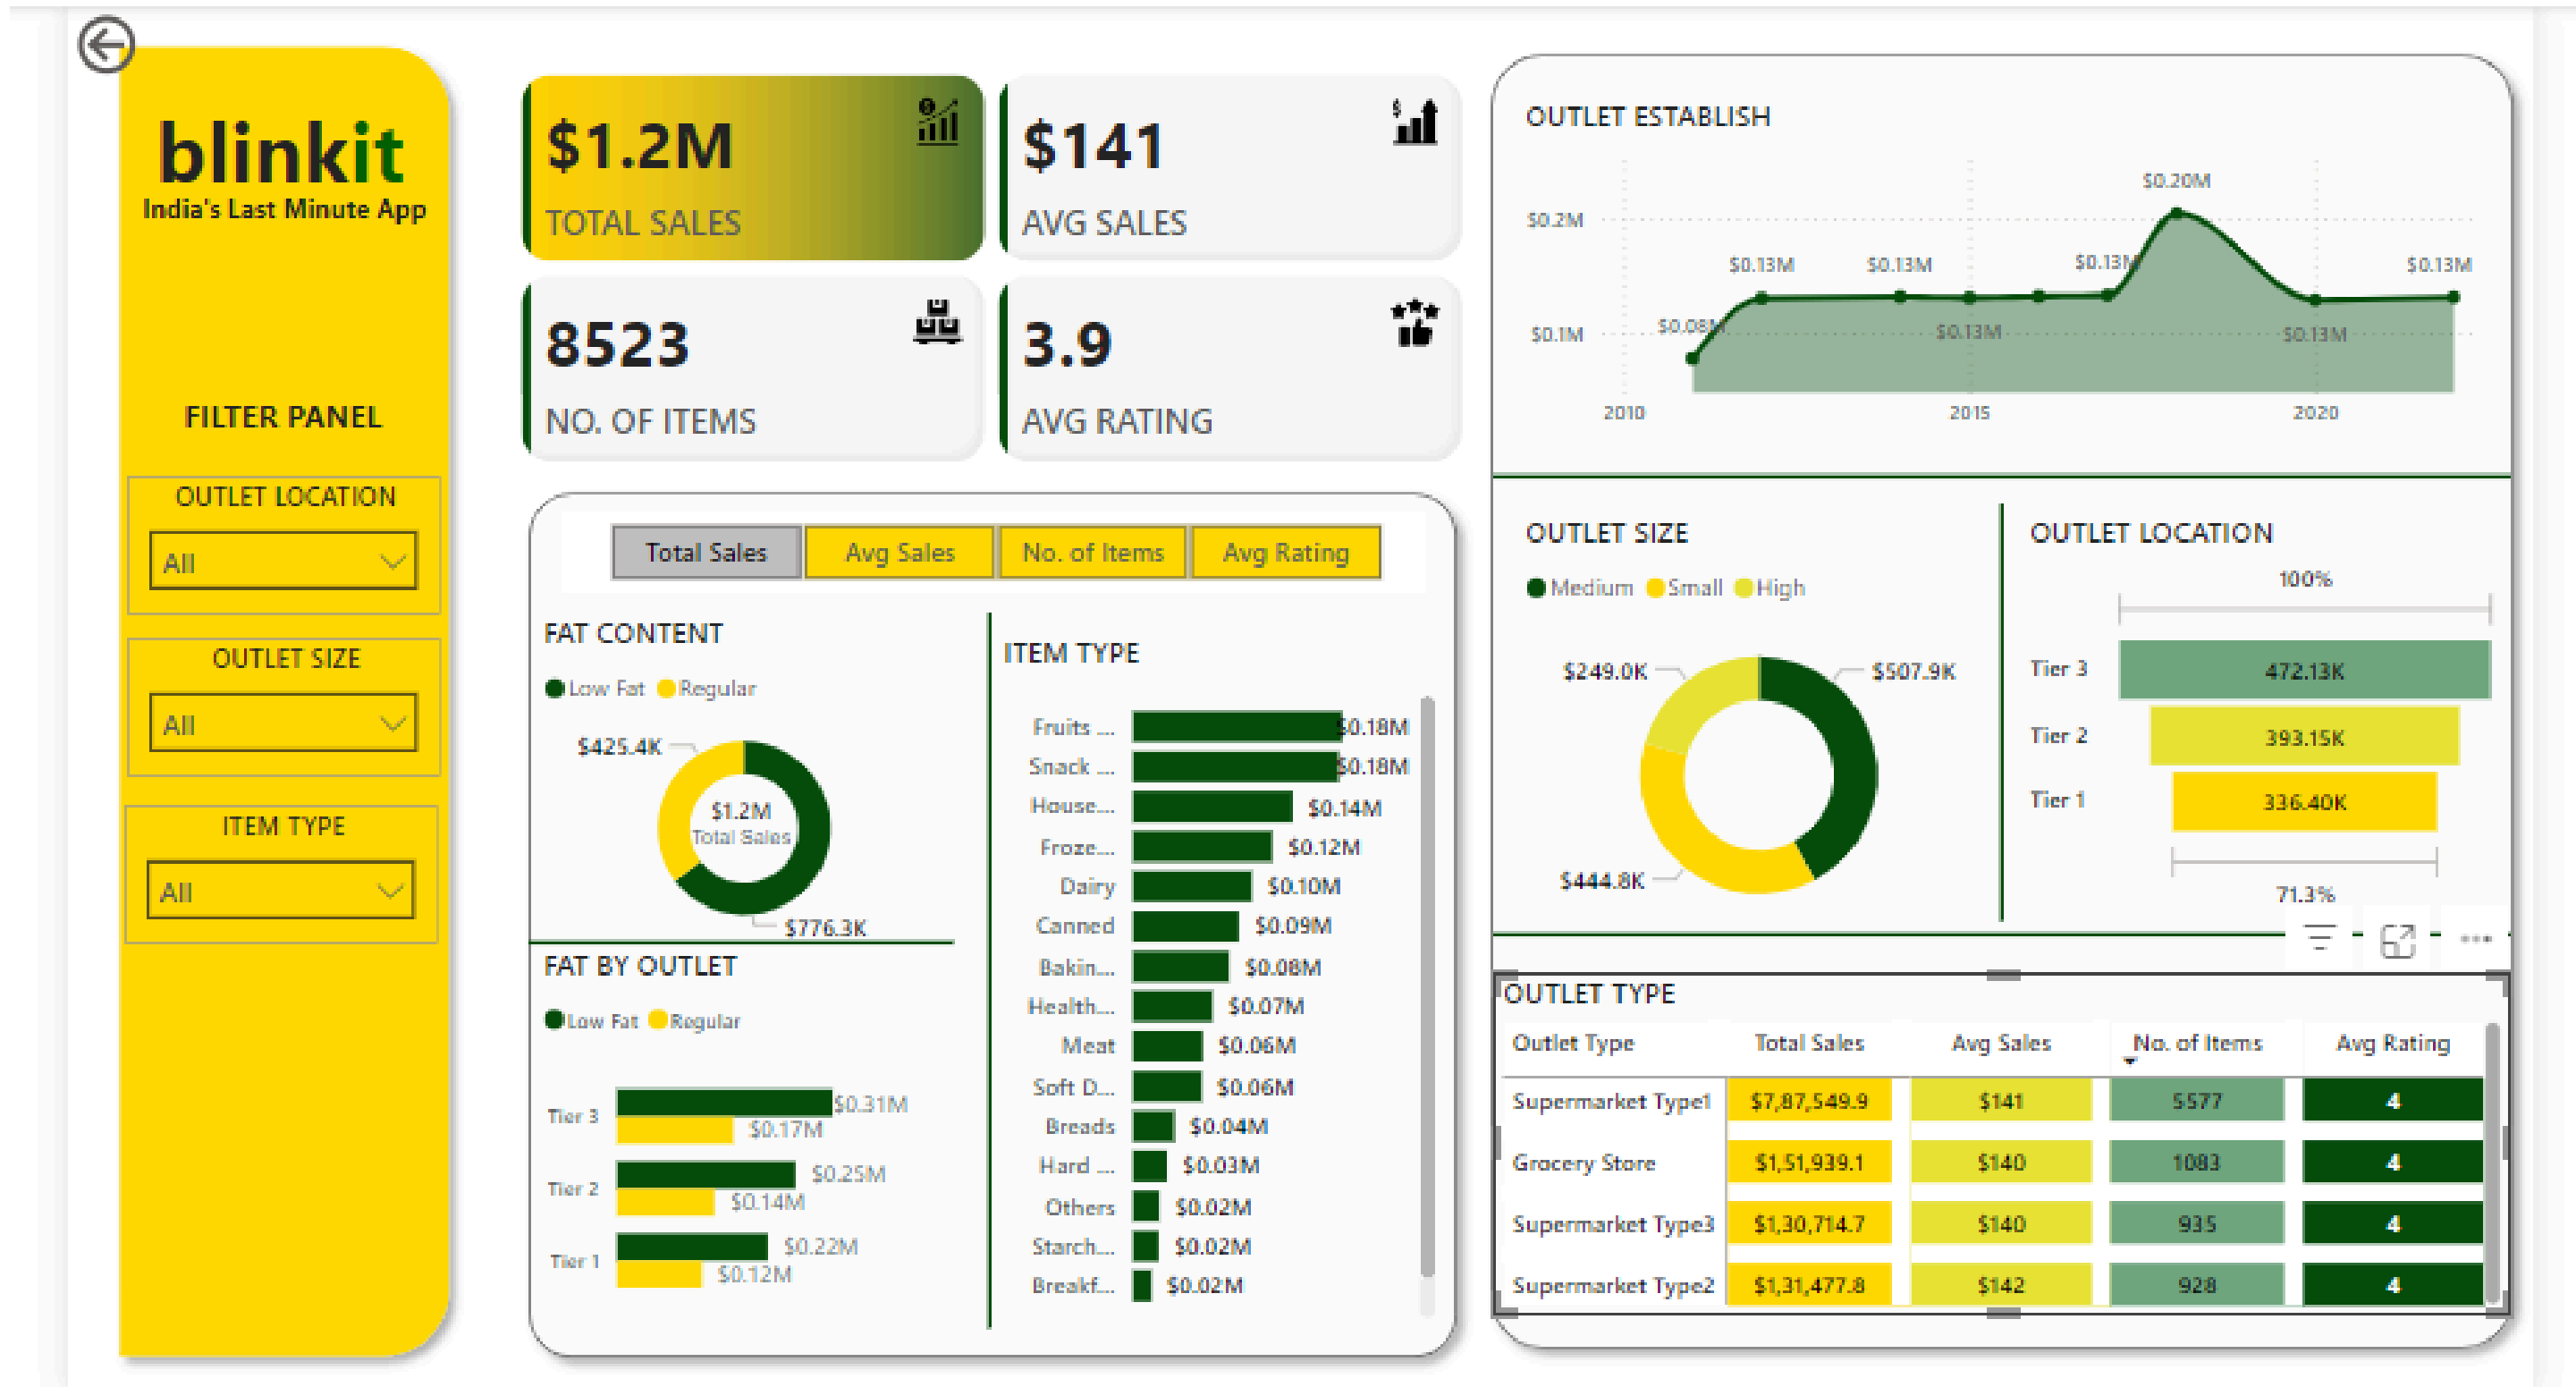 blinkit
India's Last Minute App
FILTER PANEL
OUTLET LOCATION
All
OUTLET SIZE
All
ITEM TYPE
All
$1.2M
TOTAL SALES
$141
AVG SALES
8523
NO. OF ITEMS
3.9
AVG RATING
Total Sales Avg Sales No. of Items Avg Rating
FAT CONTENT
Low Fat Regular
$425.4K
$1.2M
Total Sales
$776.3K
FAT BY OUTLET
Low Fat Regular
Tier 3 $0.31M
$0.17M
Tier 2 $0.25M
$0.14M
Tier 1 $0.22M
$0.12M
ITEM TYPE
Fruits ... $0.18M
Snack ... $0.18M
House... $0.14M
Froze... $0.12M
Dairy $0.10M
Canned $0.09M
Bakin... $0.08M
Health... $0.07M
Meat $0.06M
Soft D... $0.06M
Breads $0.04M
Hard ... $0.03M
Others $0.02M
Starch... $0.02M
Breakf... $0.02M
OUTLET ESTABLISH
$0.20M
$0.2M
$0.13M $0.13M $0.13M $0.13M
$0.08M
$0.1M $0.13M $0.13M
2010 2015 2020
OUTLET SIZE
Medium Small High
$249.0K $507.9K
$444.8K
OUTLET LOCATION
100%
Tier 3 472.13K
Tier 2 393.15K
Tier 1 336.40K
71.3%
OUTLET TYPE
Outlet Type Total Sales Avg Sales No. of Items Avg Rating
Supermarket Type1 $7,87,549.9 $141 5577 4
Grocery Store $1,51,939.1 $140 1083 4
Supermarket Type3 $1,30,714.7 $140 935 4
Supermarket Type2 $1,31,477.8 $142 928 4